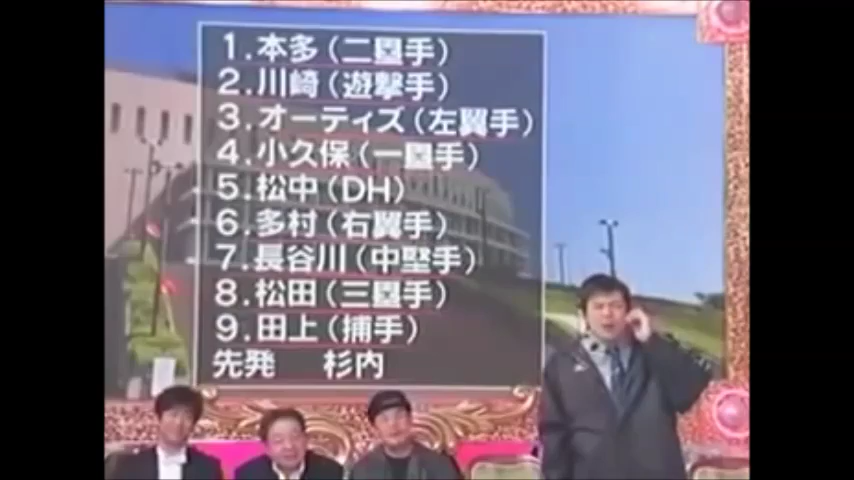 1.本多(二塁手)
2.川﨑(遊撃手)
3.オーティズ(左翼手)
4.小久保(一塁手)
5.松中(DH)
6.多村(右翼手)
7.長谷川(中堅手)
8.松田(三塁手)
9.田上(捕手)
先発 杉内